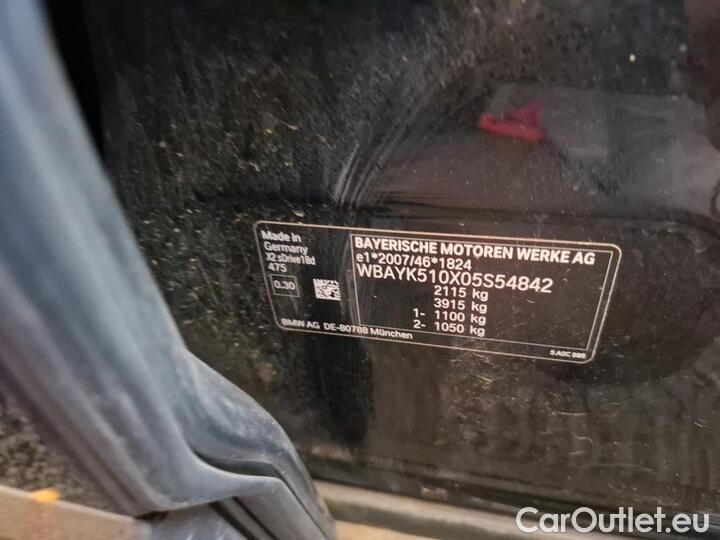 Made in
Germany
X2 sDrive18d
475
0.30
BAYERISCHE MOTOREN WERKE AG
e1*2007/46*1824
WBAYK510X05S54842
2115 kg
3915 kg
1- 1100 kg
2- 1050 kg
BMW AG DE-80788 München
CarOutlet.eu